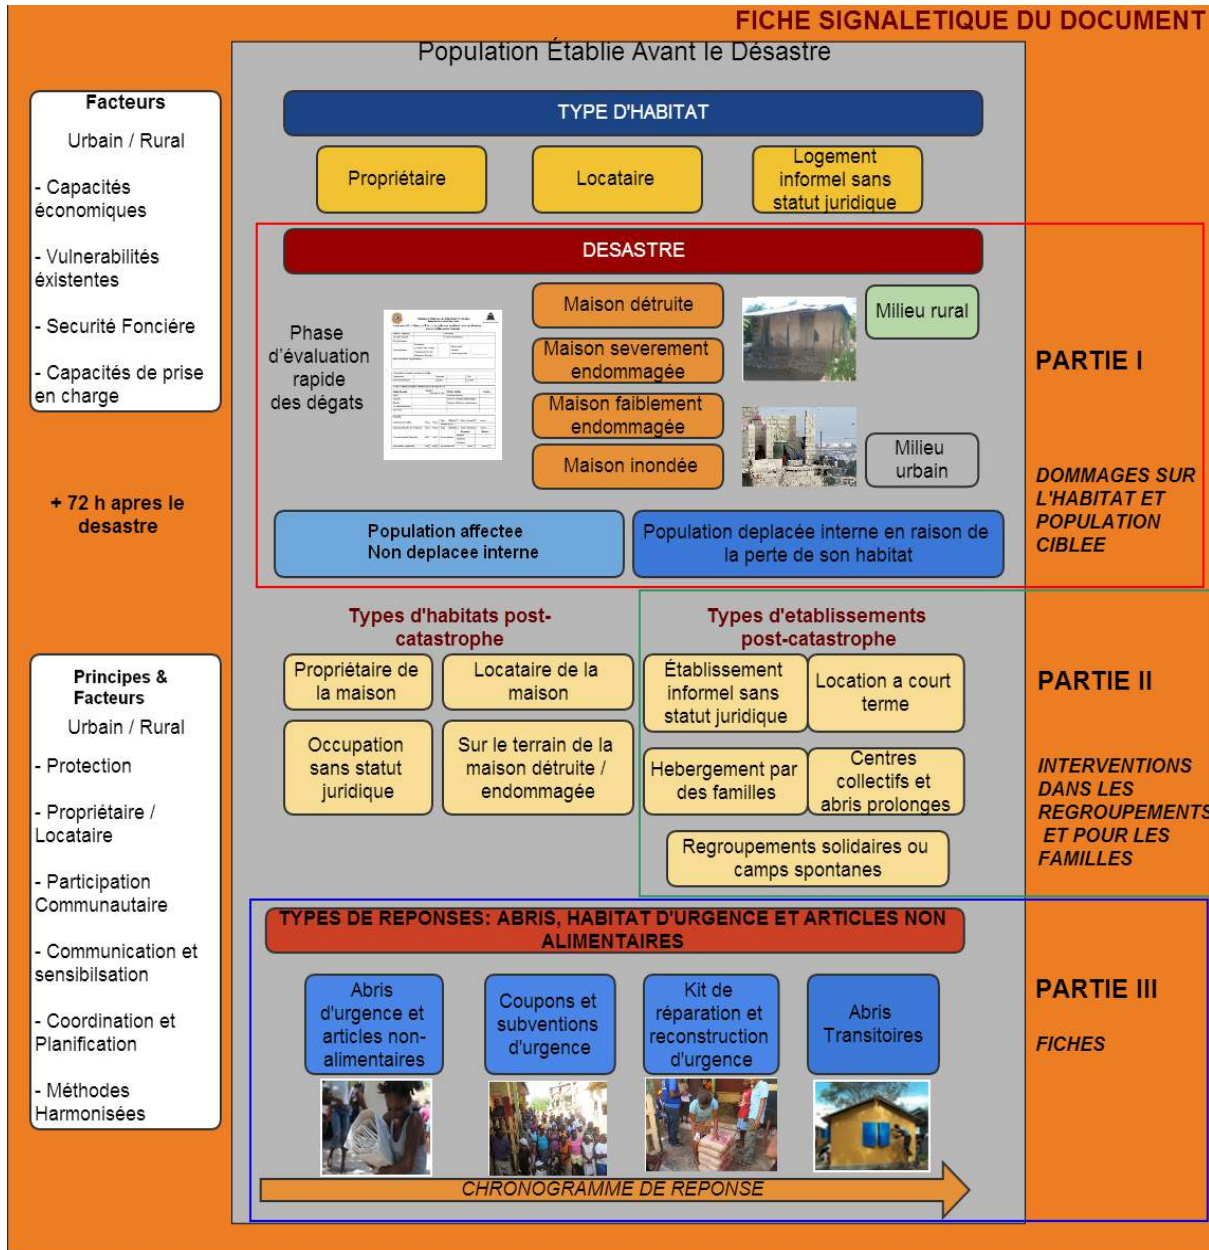 FICHE SIGNALETIQUE DU DOCUMENT
Population Établie Avant le Désastre
Facteurs
Urbain / Rural
- Capacités
économiques
- Vulnerabilités
éxistentes
- Securité Fonciére
- Capacités de prise
en charge
TYPE D'HABITAT
Propriétaire
Locataire
Logement
informel sans
statut juridique
DESASTRE
Phase
d'évaluation
rapide
des dégats
Maison détruite
Maison severement
endommagée
Maison faiblement
endommagée
Maison inondée
Milieu rural
Milieu
urbain
PARTIE I
DOMMAGES SUR
L'HABITAT ET
POPULATION
CIBLEE
+ 72 h apres le
desastre
Population affectee
Non deplacee interne
Population deplacée interne en raison de
la perte de son habitat
Types d'habitats post-
catastrophe
Propriétaire de
la maison
Locataire de la
maison
Occupation
sans statut
juridique
Sur le terrain de la
maison détruite /
endommagée
Types d'etablissements
post-catastrophe
Établissement
informel sans
statut juridique
Location a court
terme
Hebergement par
des familles
Centres
collectifs et
abris prolonges
Regroupements solidaires ou
camps spontanes
PARTIE II
INTERVENTIONS
DANS LES
REGROUPEMENTS
ET POUR LES
FAMILLES
Principes &
Facteurs
Urbain / Rural
- Protection
- Propriétaire /
Locataire
- Participation
Communautaire
- Communication et
sensibilsation
- Coordination et
Planification
- Méthodes
Harmonisées
TYPES DE REPONSES: ABRIS, HABITAT D'URGENCE ET ARTICLES NON
ALIMENTAIRES
Abris
d'urgence et
articles non-
alimentaires
Coupons et
subventions
d'urgence
Kit de
réparation et
reconstruction
d'urgence
Abris
Transitoires
PARTIE III
FICHES
CHRONOGRAMME DE REPONSE